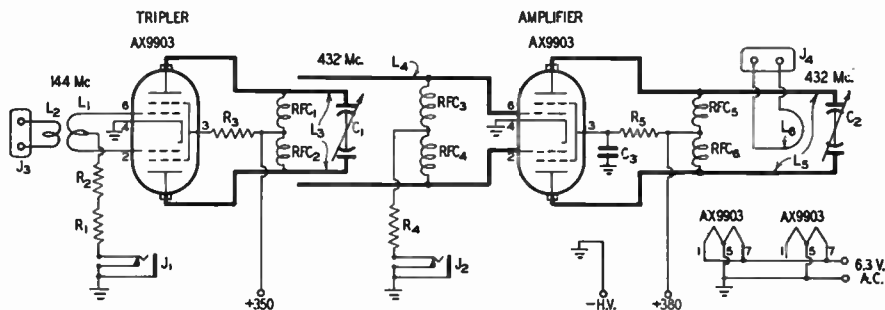 TRIPLER
AMPLIFIER
AX9903
AX9903
144 Mc.
432 Mc.
432 Mc.
L2
L1
L4
J4
J3
6
4
2
3
R3
RFC1
RFC2
L3
C1
RFC3
RFC4
6
4
2
3
R5
C3
RFC5
RFC6
L6
L5
C2
R2
R1
J1
R4
J2
+350
-H.V.
+380
AX9903
AX9903
1
5
7
1
5
7
6.3 V.
A.C.